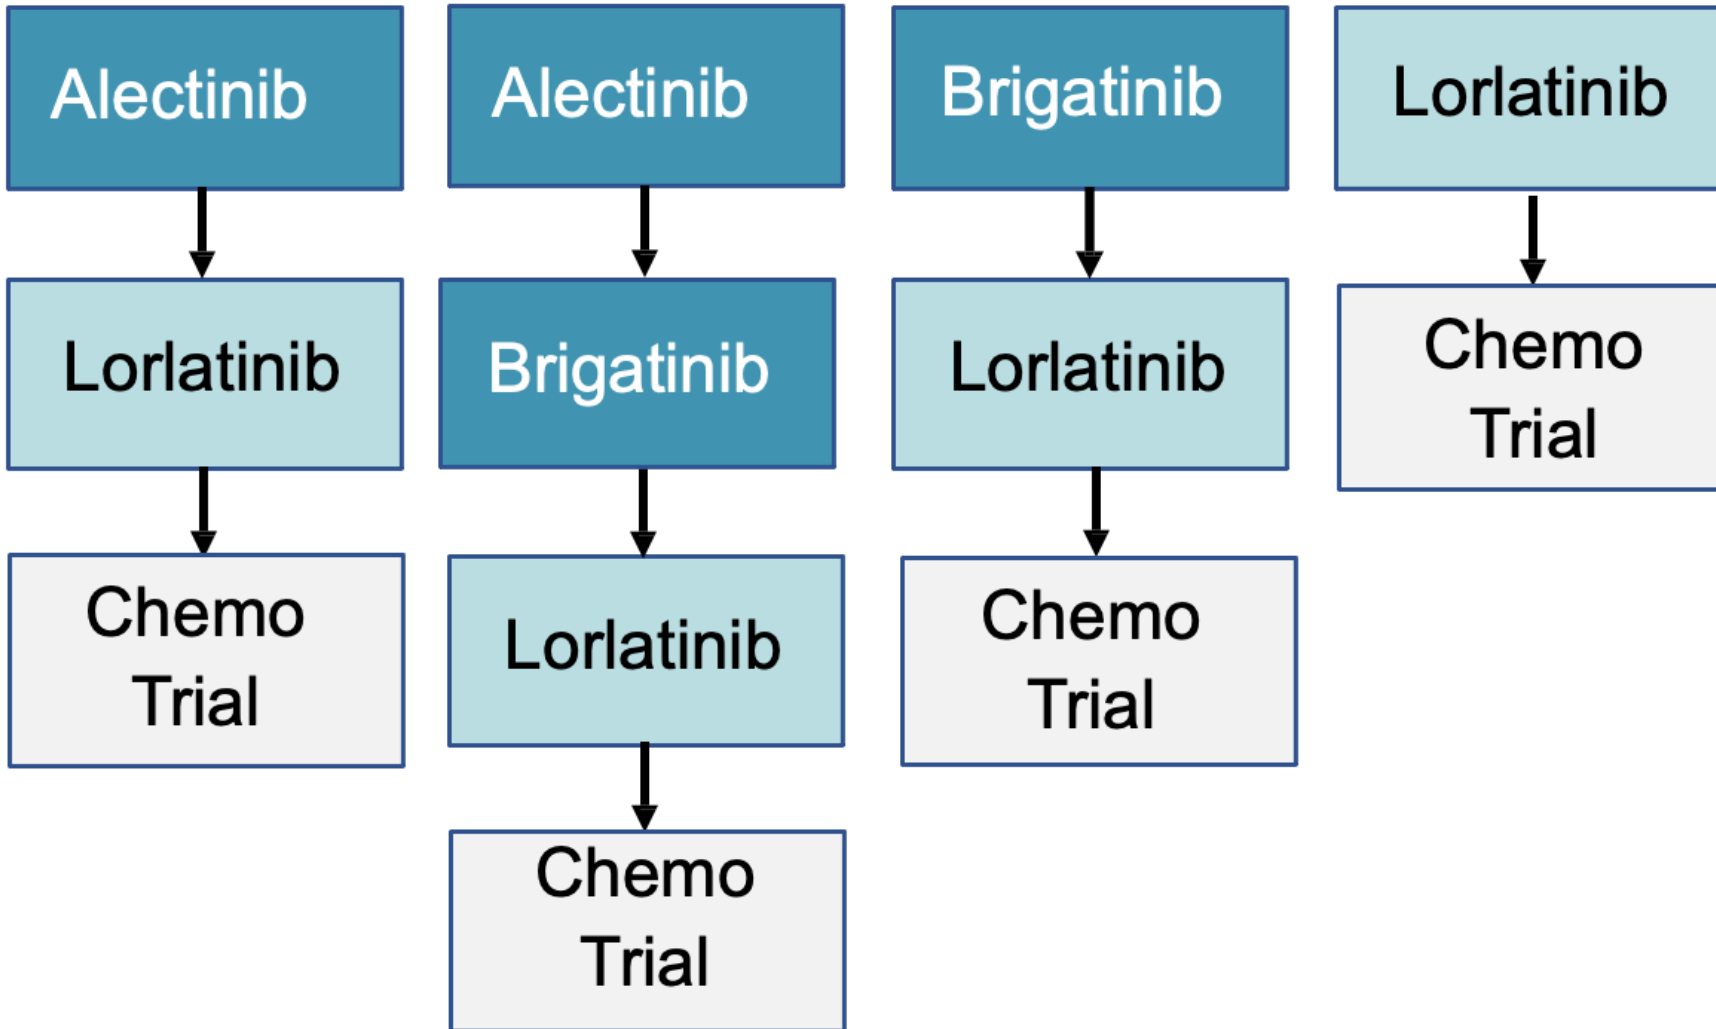 Alectinib
Lorlatinib
Chemo
Trial
Alectinib
Brigatinib
Lorlatinib
Chemo
Trial
Brigatinib
Lorlatinib
Chemo
Trial
Lorlatinib
Chemo
Trial